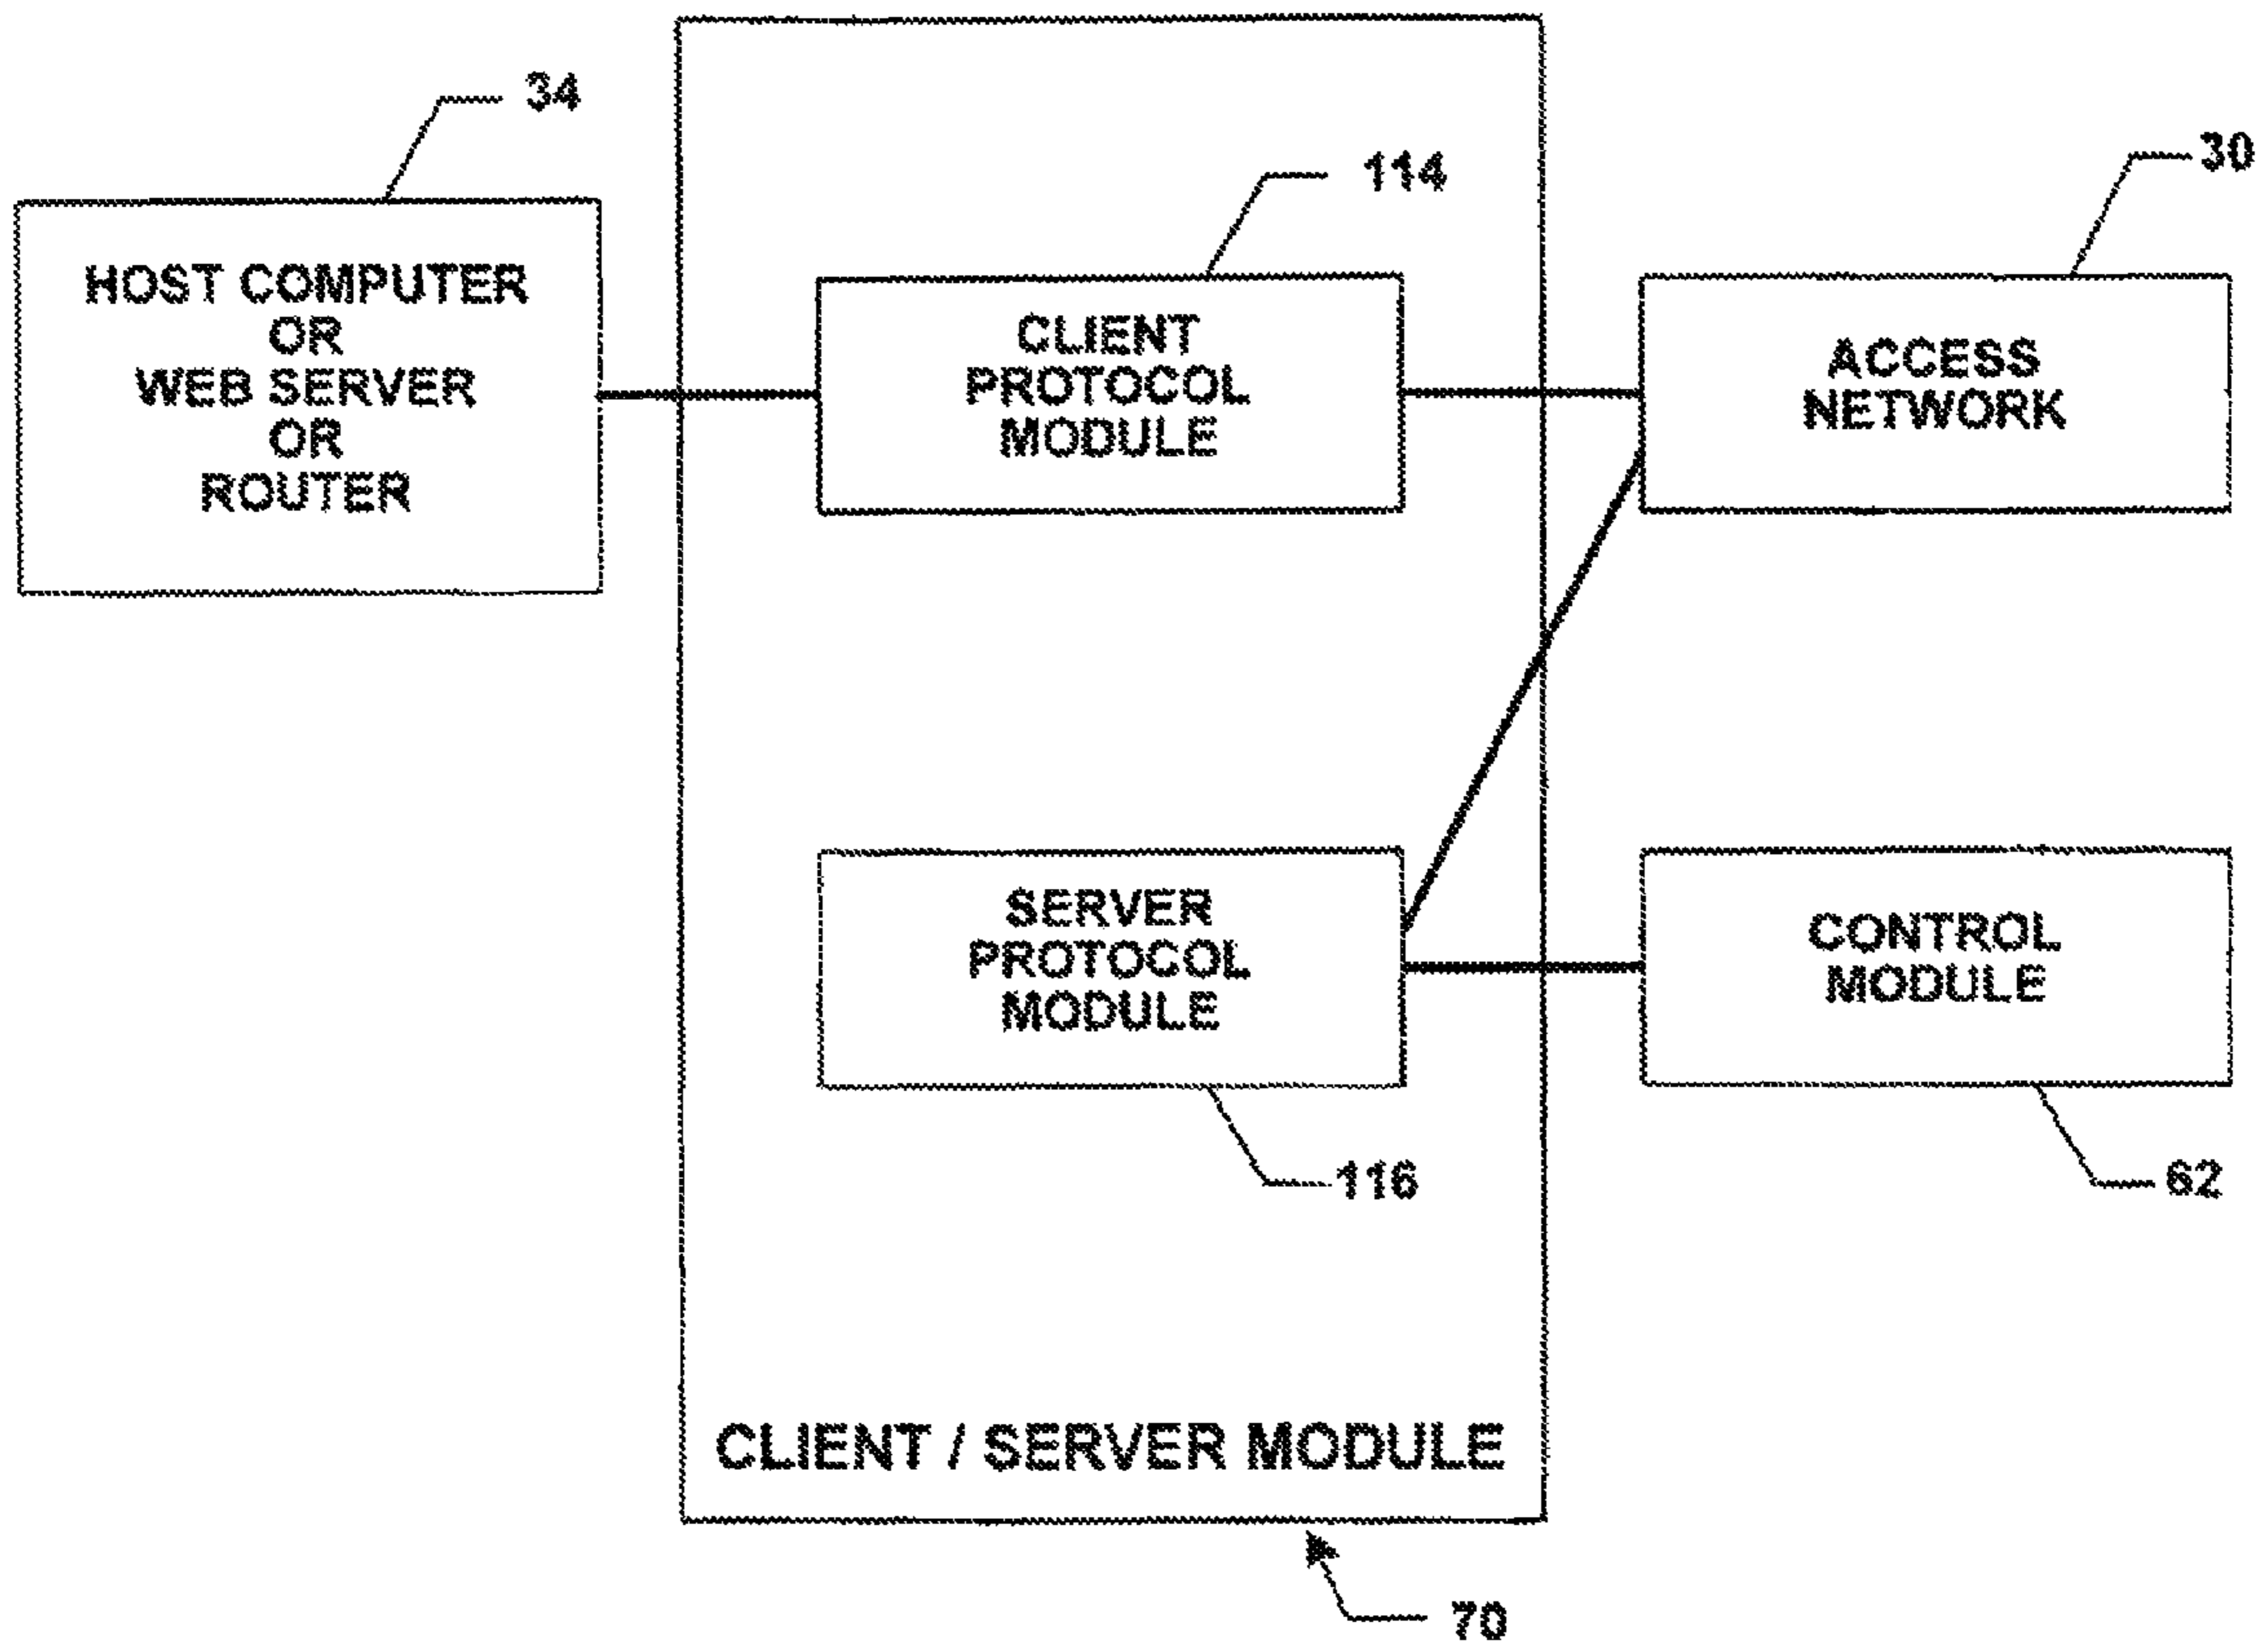 34
114
30
HOST COMPUTER
OR
WEB SERVER
OR
ROUTER
CLIENT
PROTOCOL
MODULE
ACCESS
NETWORK
SERVER
PROTOCOL
MODULE
CONTROL
MODULE
116
62
CLIENT / SERVER MODULE
70